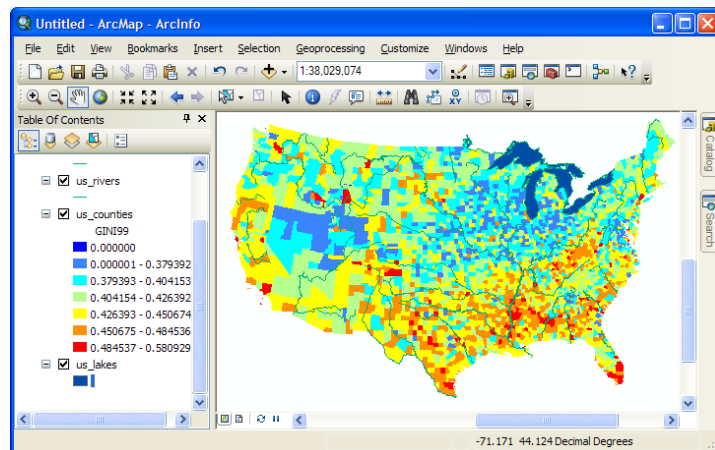 Untitled - ArcMap - ArcInfo
File Edit View Bookmarks Insert Selection Geoprocessing Customize Windows Help
1:38,029,074
Table Of Contents
us_rivers
us_counties
GINI99
0.000000
0.000001 - 0.379392
0.379393 - 0.404153
0.404154 - 0.426392
0.426393 - 0.450674
0.450675 - 0.484536
0.484537 - 0.580929
us_lakes
Catalog
Search
-71.171 44.124 Decimal Degrees